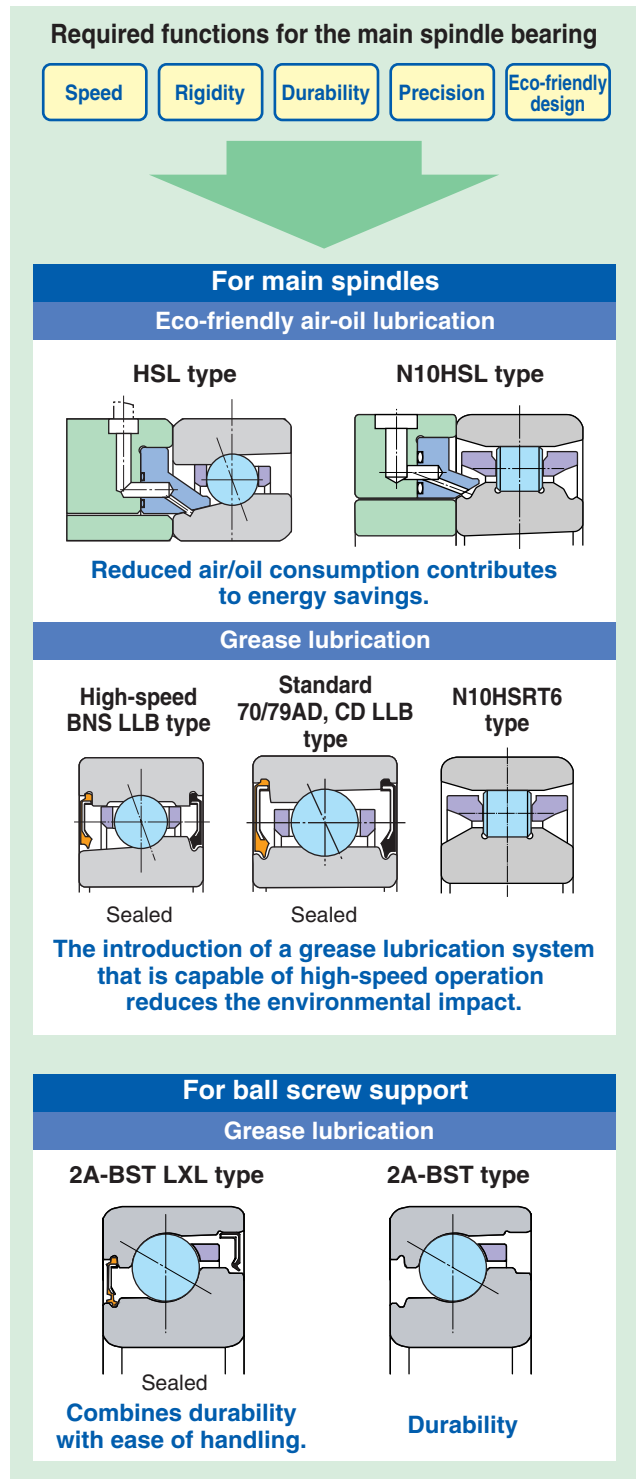 Required functions for the main spindle bearing
Speed
Rigidity
Durability
Precision
Eco-friendly
design
For main spindles
Eco-friendly air-oil lubrication
HSL type
N10HSL type
Reduced air/oil consumption contributes
to energy savings.
Grease lubrication
High-speed
BNS LLB type
Standard
70/79AD, CD LLB
type
N10HSRT6
type
Sealed
Sealed
The introduction of a grease lubrication system
that is capable of high-speed operation
reduces the environmental impact.
For ball screw support
Grease lubrication
2A-BST LXL type
2A-BST type
Sealed
Combines durability
with ease of handling.
Durability